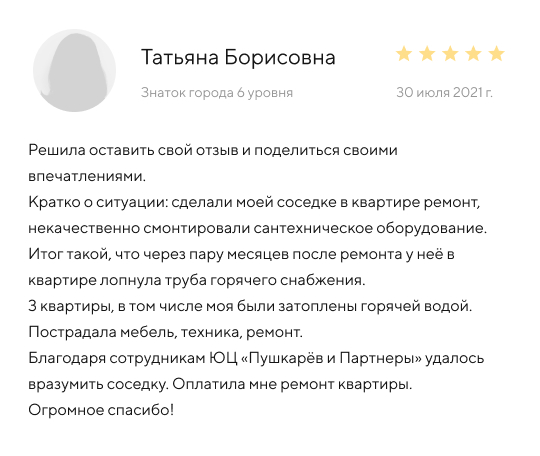 Татьяна Борисовна
Знаток города 6 уровня
30 июля 2021 г.
Решила оставить свой отзыв и поделиться своими
впечатлениями.
Кратко о ситуации: сделали моей соседке в квартире ремонт,
некачественно смонтировали сантехническое оборудование.
Итог такой, что через пару месяцев после ремонта у неё в
квартире лопнула труба горячего снабжения.
3 квартиры, в том числе моя были затоплены горячей водой.
Пострадала мебель, техника, ремонт.
Благодаря сотрудникам ЮЦ «Пушкарёв и Партнеры» удалось
вразумить соседку. Оплатила мне ремонт квартиры.
Огромное спасибо!